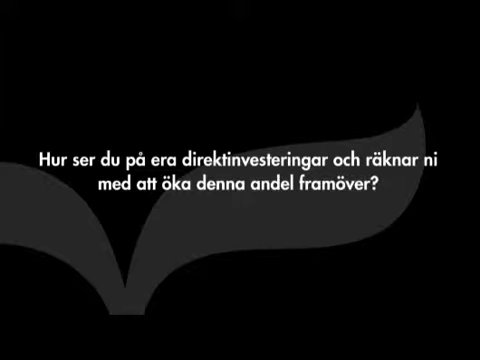 Hur ser du på era direktinvesteringar och räknar ni
med att öka denna andel framöver?